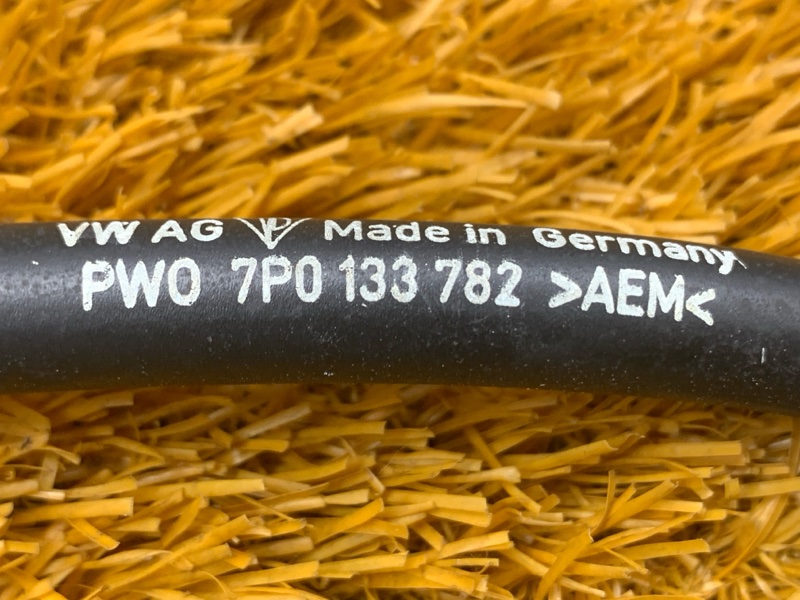 VW AG Made in Germany
PWO 7P0 133 782 >AEM<